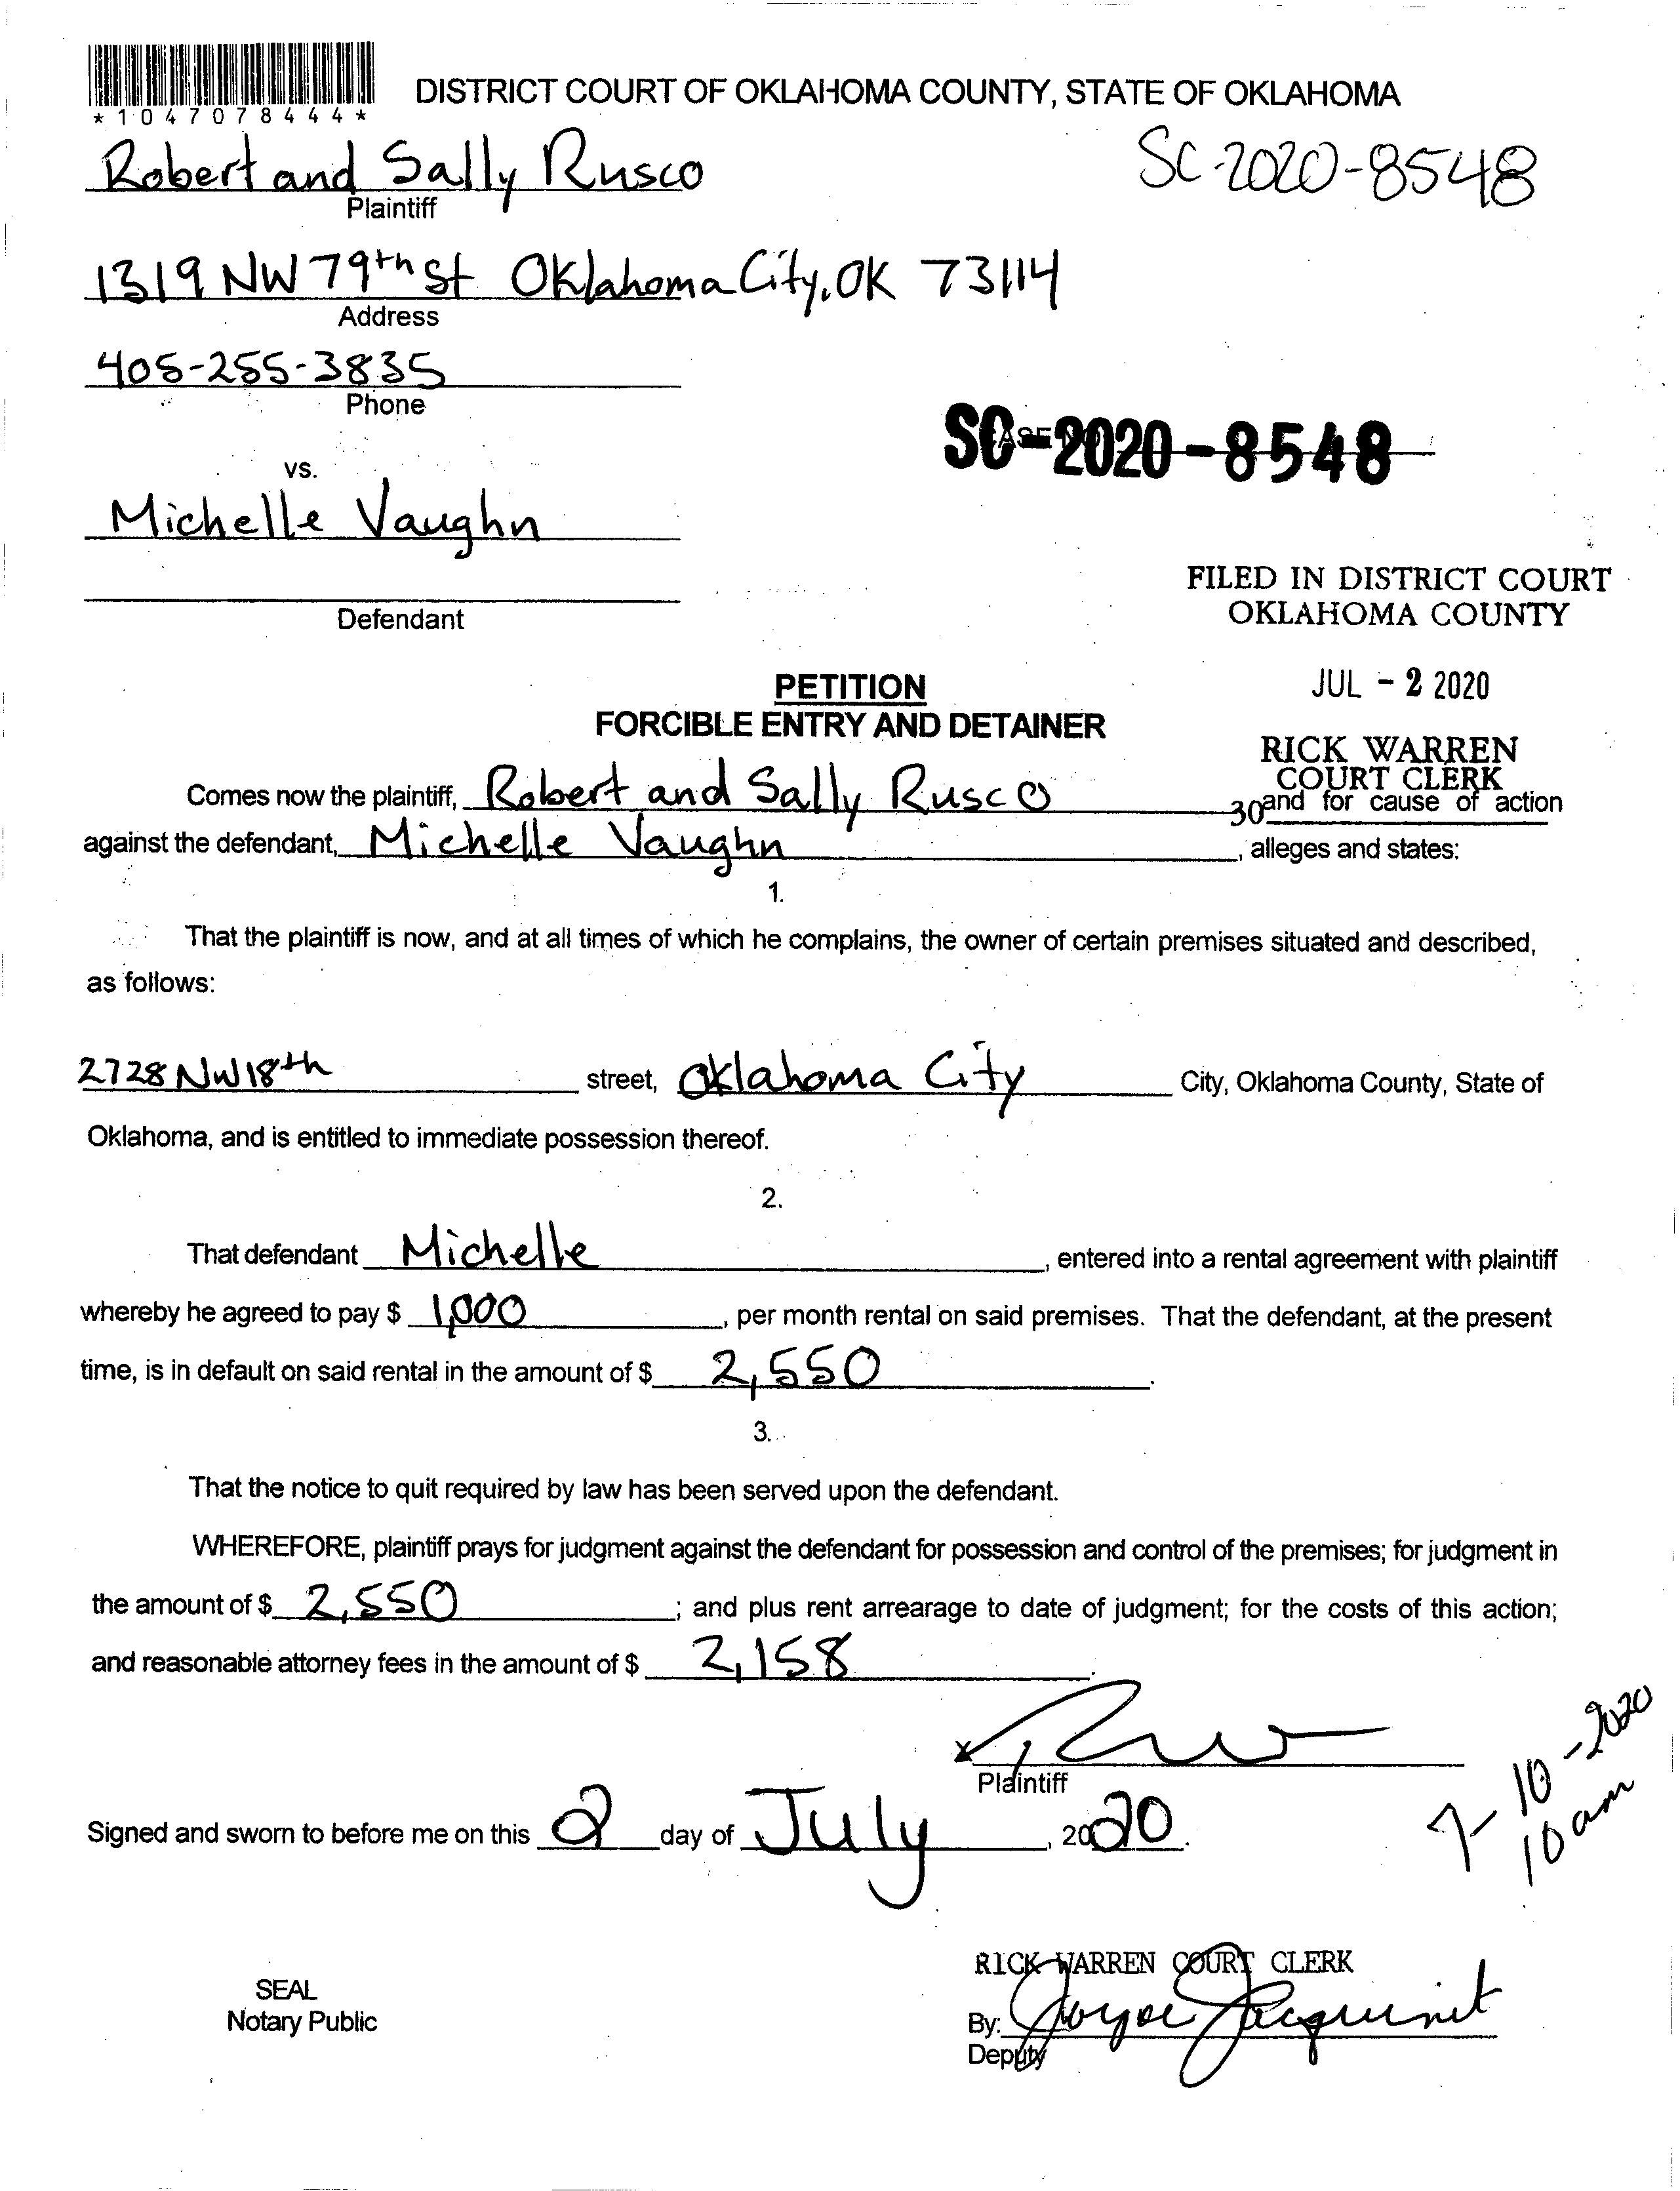 *1047078444*
DISTRICT COURT OF OKLAHOMA COUNTY, STATE OF OKLAHOMA
Robert and Sally Rusco
SC-2020-8548
Plaintiff
1319 NW 79th St Oklahoma City, OK 73114
Address
405-255-3835
Phone
SC-2020-8548
vs.
Michelle Vaughn
Defendant
FILED IN DISTRICT COURT
OKLAHOMA COUNTY
JUL - 2 2020
RICK WARREN
COURT CLERK
30
PETITION
FORCIBLE ENTRY AND DETAINER
Comes now the plaintiff, Robert and Sally Rusco and for cause of action
against the defendant, Michelle Vaughn, alleges and states:
1.
That the plaintiff is now, and at all times of which he complains, the owner of certain premises situated and described,
as follows:
2728 NW 18th street, Oklahoma City City, Oklahoma County, State of
Oklahoma, and is entitled to immediate possession thereof.
2.
That defendant Michelle, entered into a rental agreement with plaintiff
whereby he agreed to pay $ 1,000, per month rental on said premises. That the defendant, at the present
time, is in default on said rental in the amount of $ 2,550.
3.
That the notice to quit required by law has been served upon the defendant.
WHEREFORE, plaintiff prays for judgment against the defendant for possession and control of the premises; for judgment in
the amount of $ 2,550; and plus rent arrearage to date of judgment; for the costs of this action;
and reasonable attorney fees in the amount of $ 2,158.
x
Plaintiff
7-10-2020
10 am
Signed and sworn to before me on this 2 day of July, 2020.
RICK WARREN COURT CLERK
SEAL
Notary Public
By: Joyce Jacquinit
Deputy